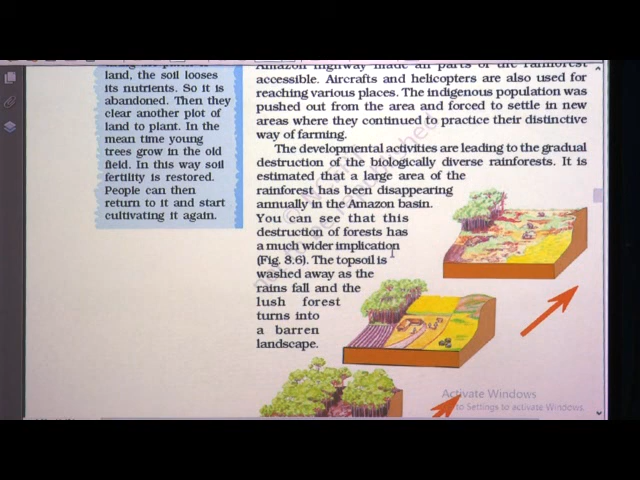 land, the soil looses
its nutrients. So it is
abandoned. Then they
clear another plot of
land to plant. In the
mean time young
trees grow in the old
field. In this way soil
fertility is restored.
People can then
return to it and start
cultivating it again.
Amazon highway made all parts of the rainforest
accessible. Aircrafts and helicopters are also used for
reaching various places. The indigenous population was
pushed out from the area and forced to settle in new
areas where they continued to practice their distinctive
way of farming.
The developmental activities are leading to the gradual
destruction of the biologically diverse rainforests. It is
estimated that a large area of the
rainforest has been disappearing
annually in the Amazon basin.
You can see that this
destruction of forests has
a much wider implication
(Fig. 8.6). The topsoil is
washed away as the
rains fall and the
lush forest
turns into
a barren
landscape.
Activate Windows
to Settings to activate Windows.